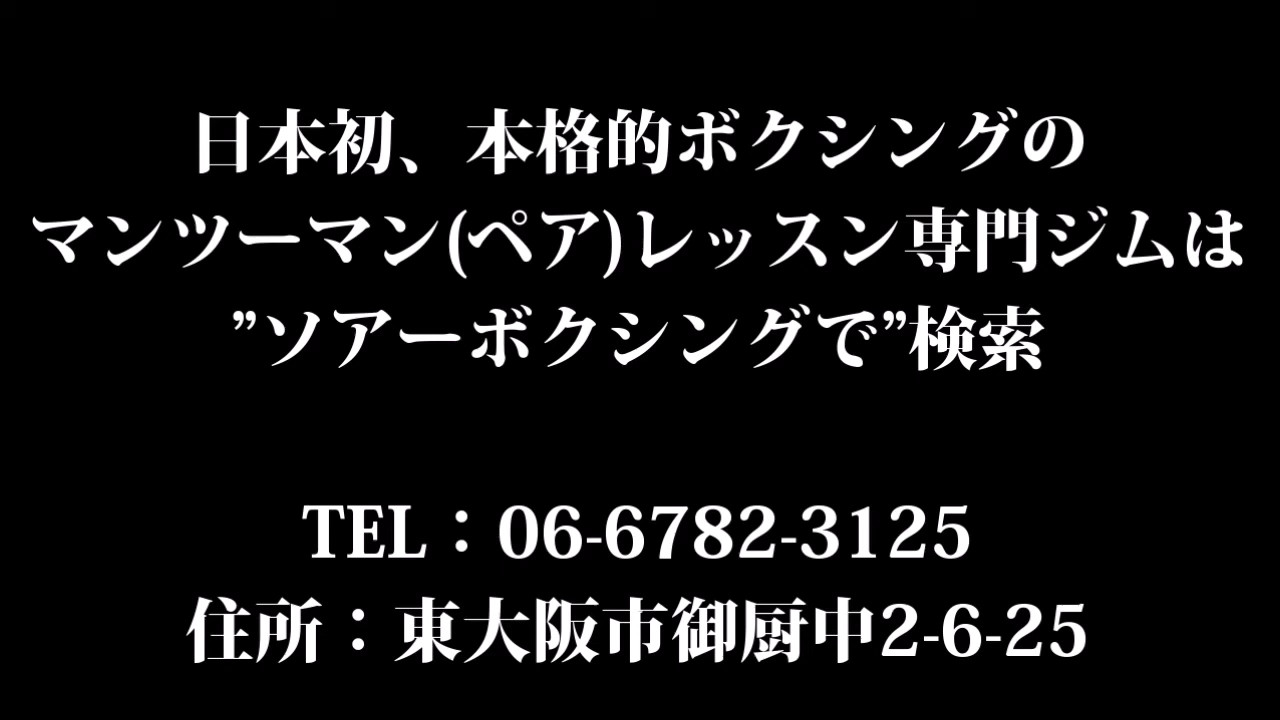 日本初、本格的ボクシングの
マンツーマン(ペア)レッスン専門ジムは
”ソアーボクシングで”検索
TEL：06-6782-3125
住所：東大阪市御厨中2-6-25